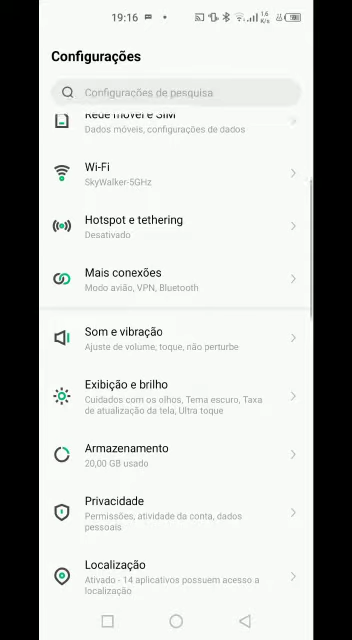 19:16
1,6
K/s
Configurações
Configurações de pesquisa
Rede móvel e SIM
Dados móveis, configurações de dados
Wi-Fi
SkyWalker-5GHz
Hotspot e tethering
Desativado
Mais conexões
Modo avião, VPN, Bluetooth
Som e vibração
Ajuste de volume, toque, não perturbe
Exibição e brilho
Cuidados com os olhos, Tema escuro, Taxa
de atualização da tela, Ultra toque
Armazenamento
20,00 GB usado
Privacidade
Permissões, atividade da conta, dados
pessoais
Localização
Ativado - 14 aplicativos possuem acesso a
localização